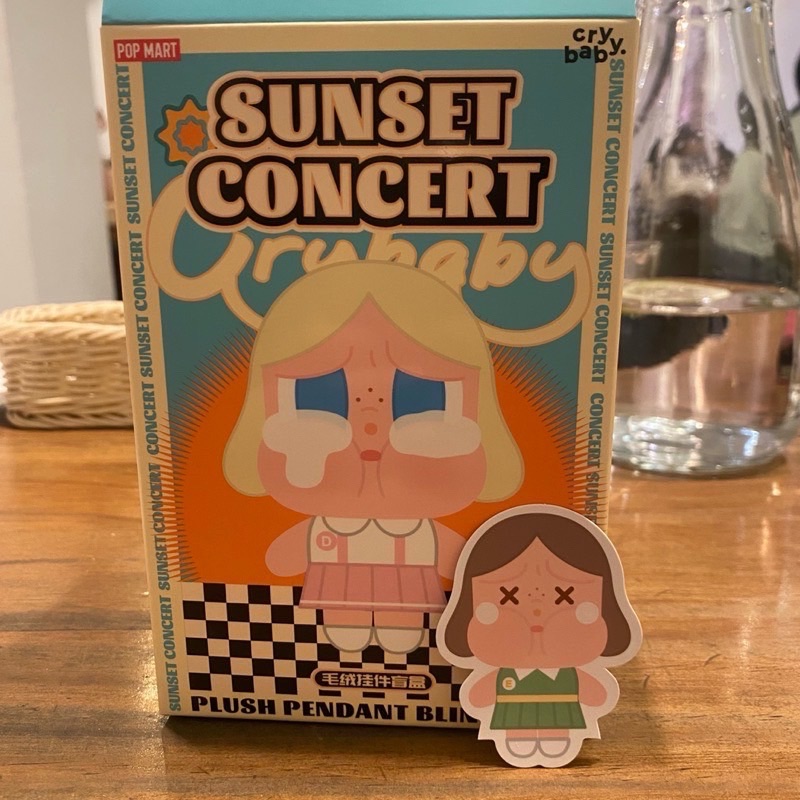 POP MART
cry
baby.
SUNSET
CONCERT
Crybaby
SUNSET CONCERT SUNSET CONCERT SUNSET CONCERT SUNSET CONCERT SUNSET CONCERT
SUNSET CONCERT SUNSET CONCERT CONCERT SUNS
D
E
毛绒挂件盲盒
PLUSH PENDANT BLIN